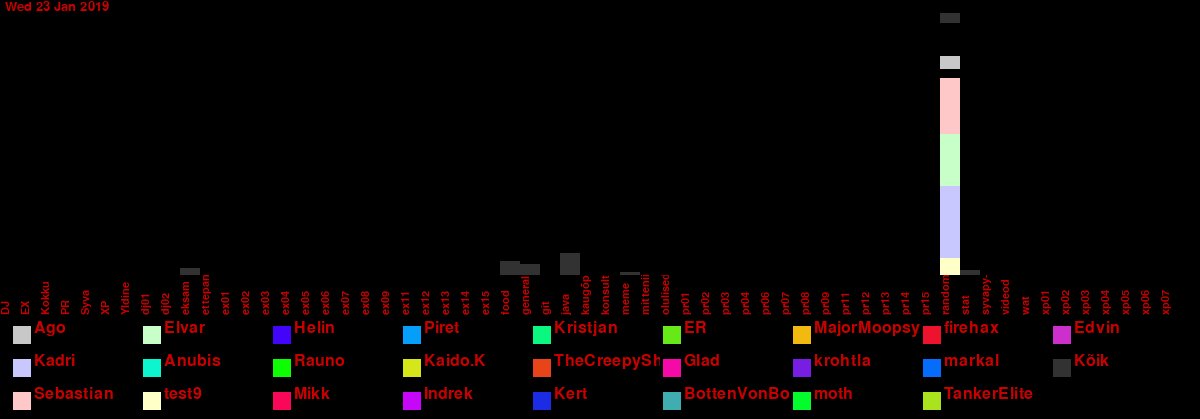 Wed 23 Jan 2019
DJ EX Kokku PR Syva XP Yldine dj01 dj02 eksam ettepan ex01 ex02 ex03 ex04 ex05 ex06 ex07 ex08 ex09 ex11 ex12 ex13 ex14 ex15 food general git java kaugõp konsult meme mittenii olulised pr01 pr02 pr03 pr04 pr06 pr07 pr08 pr09 pr11 pr12 pr13 pr14 pr15 random stat syvapy- videod wat xp01 xp02 xp03 xp04 xp05 xp06 xp07
Ago Elvar Helin Piret Kristjan ER MajorMoopsy firehax Edvin
Kadri Anubis Rauno Kaido.K TheCreepySh Glad krohtla markal Kõik
Sebastian test9 Mikk Indrek Kert BottenVonBo moth TankerElite